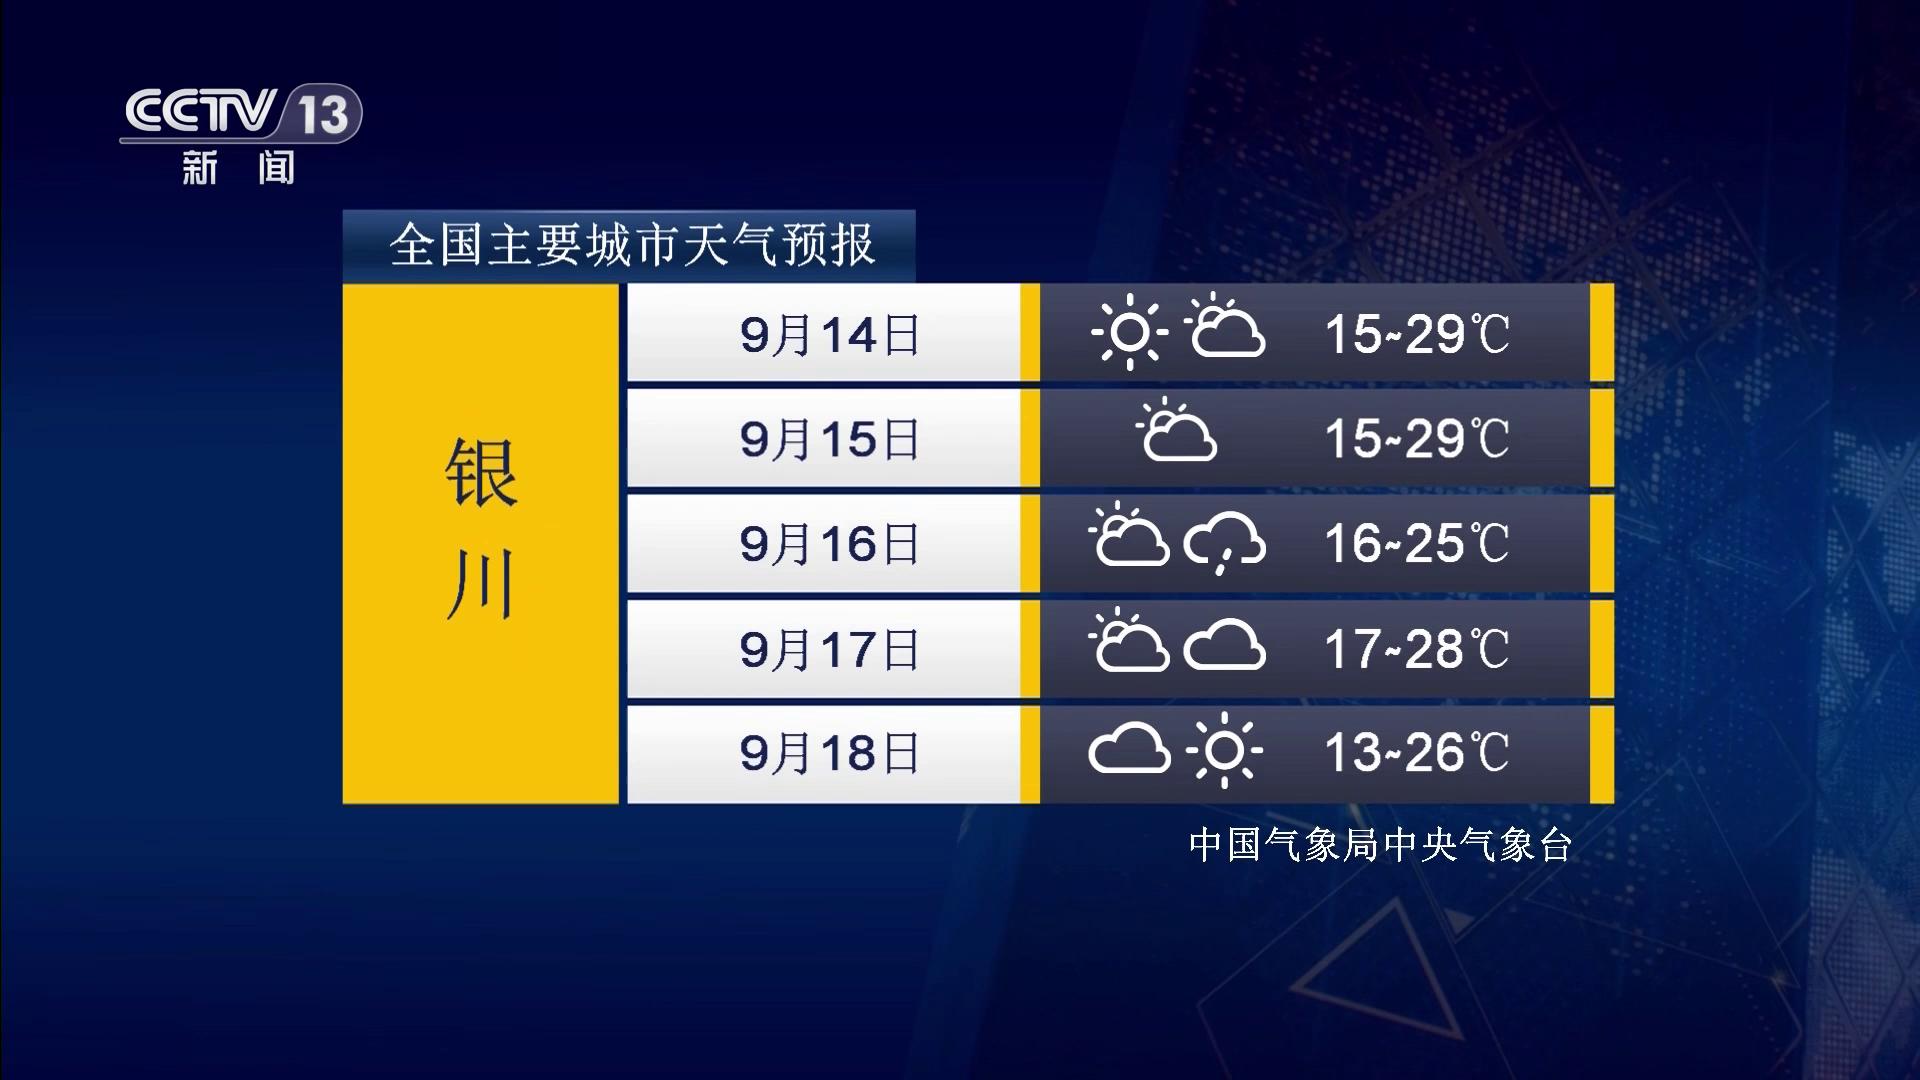 CCTV 13
新闻
全国主要城市天气预报
银川
9月14日 15~29℃
9月15日 15~29℃
9月16日 16~25℃
9月17日 17~28℃
9月18日 13~26℃
中国气象局中央气象台